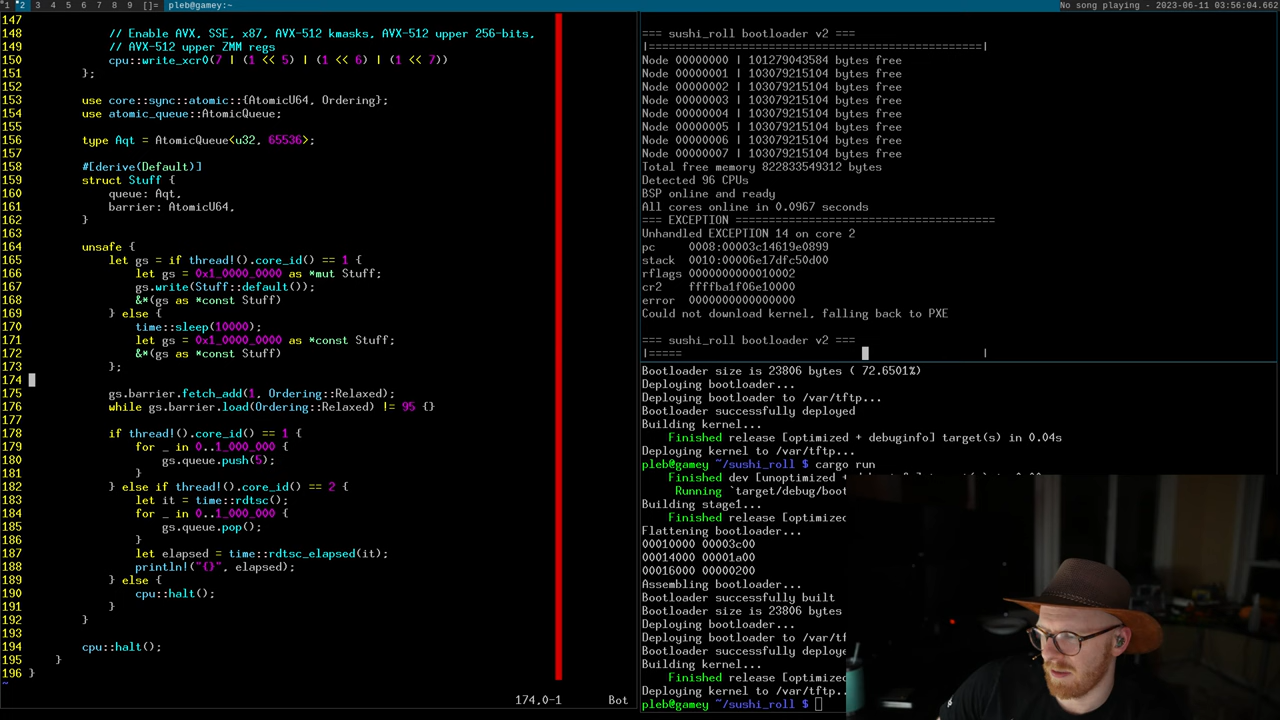 1 2 3 4 5 6 7 8 9 []= pleb@gamey:~
No song playing - 2023-06-11 03:56:04.662
147
148 // Enable AVX, SSE, x87, AVX-512 kmasks, AVX-512 upper 256-bits,
149 // AVX-512 upper ZMM regs
150 cpu::write_xcr0(7 | (1 << 5) | (1 << 6) | (1 << 7))
151 };
152
153 use core::sync::atomic::{AtomicU64, Ordering};
154 use atomic_queue::AtomicQueue;
155
156 type Aqt = AtomicQueue<u32, 65536>;
157
158 #[derive(Default)]
159 struct Stuff {
160 queue: Aqt,
161 barrier: AtomicU64,
162 }
163
164 unsafe {
165 let gs = if thread!().core_id() == 1 {
166 let gs = 0x1_0000_0000 as *mut Stuff;
167 gs.write(Stuff::default());
168 &*(gs as *const Stuff)
169 } else {
170 time::sleep(10000);
171 let gs = 0x1_0000_0000 as *const Stuff;
172 &*(gs as *const Stuff)
173 };
174
175 gs.barrier.fetch_add(1, Ordering::Relaxed);
176 while gs.barrier.load(Ordering::Relaxed) != 95 {}
177
178 if thread!().core_id() == 1 {
179 for _ in 0..1_000_000 {
180 gs.queue.push(5);
181 }
182 } else if thread!().core_id() == 2 {
183 let it = time::rdtsc();
184 for _ in 0..1_000_000 {
185 gs.queue.pop();
186 }
187 let elapsed = time::rdtsc_elapsed(it);
188 println!("{}", elapsed);
189 } else {
190 cpu::halt();
191 }
192 }
193
194 cpu::halt();
195 }
196 }
~
174,0-1 Bot
=== sushi_roll bootloader v2 ===
|==================================================|
Node 00000000 | 101279043584 bytes free
Node 00000001 | 103079215104 bytes free
Node 00000002 | 103079215104 bytes free
Node 00000003 | 103079215104 bytes free
Node 00000004 | 103079215104 bytes free
Node 00000005 | 103079215104 bytes free
Node 00000006 | 103079215104 bytes free
Node 00000007 | 103079215104 bytes free
Total free memory 822833549312 bytes
Detected 96 CPUs
BSP online and ready
All cores online in 0.0967 seconds
=== EXCEPTION =======================================
Unhandled EXCEPTION 14 on core 2
pc 0008:00003c14619e0899
stack 0010:00006e17dfc50d00
rflags 0000000000010002
cr2 ffffba1f06e10000
error 0000000000000000
Could not download kernel, falling back to PXE
=== sushi_roll bootloader v2 ===
|===== |
Bootloader size is 23806 bytes ( 72.6501%)
Deploying bootloader...
Deploying bootloader to /var/tftp...
Bootloader successfully deployed
Building kernel...
Finished release [optimized + debuginfo] target(s) in 0.04s
Deploying kernel to /var/tftp...
pleb@gamey ~/sushi_roll $ cargo run
Finished dev [unoptimized +
Running `target/debug/boot
Building stage1...
Finished release [optimized
Flattening bootloader...
00010000 00003c00
00014000 00001a00
00016000 00000200
Assembling bootloader...
Bootloader successfully built
Bootloader size is 23806 bytes
Deploying bootloader...
Deploying bootloader to /var/tf
Bootloader successfully deploye
Building kernel...
Finished release [optimized
Deploying kernel to /var/tftp..
pleb@gamey ~/sushi_roll $